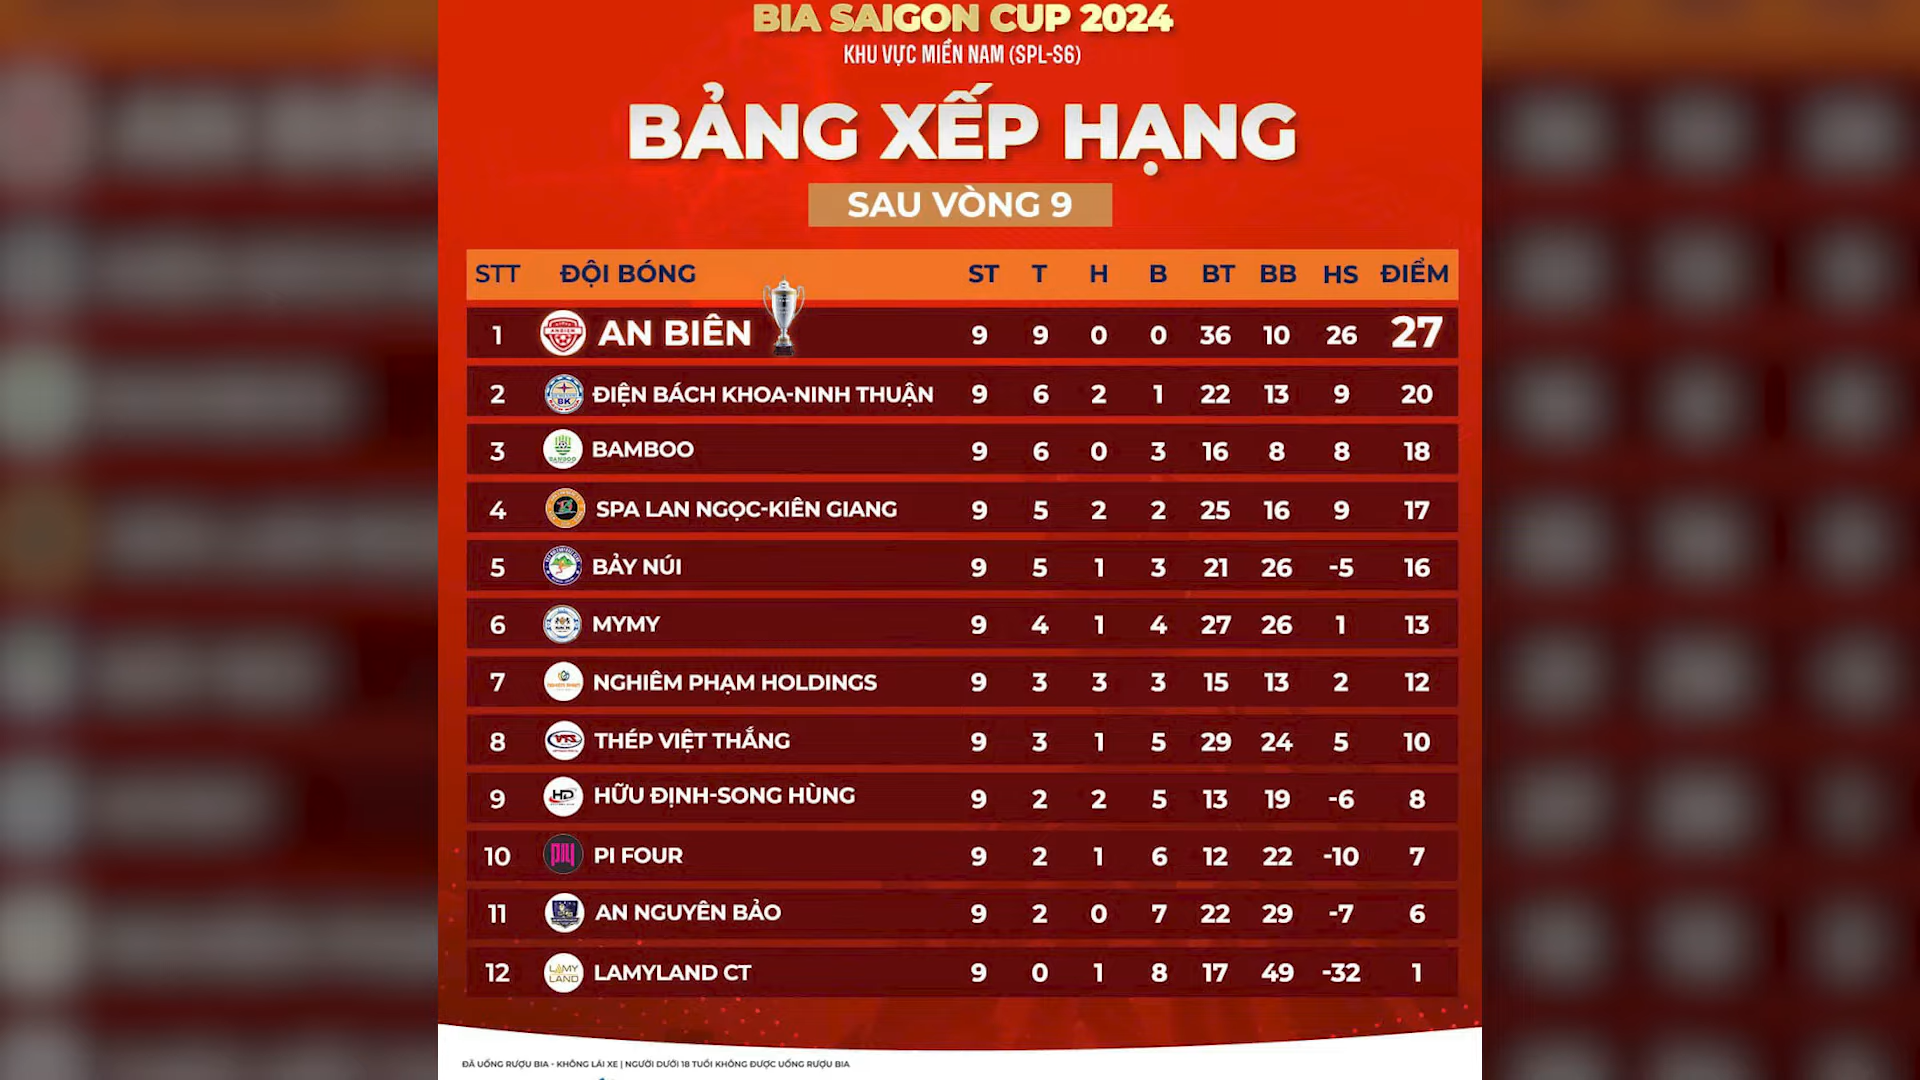 BIA SAIGON CUP 2024
KHU VỰC MIỀN NAM (SPL-S6)
BẢNG XẾP HẠNG
SAU VÒNG 9
STT ĐỘI BÓNG ST T H B BT BB HS ĐIỂM
1 AN BIÊN 9 9 0 0 36 10 26 27
2 BK ĐIỆN BÁCH KHOA-NINH THUẬN 9 6 2 1 22 13 9 20
3 BAMBOO BAMBOO 9 6 0 3 16 8 8 18
4 SPA LAN NGỌC-KIÊN GIANG 9 5 2 2 25 16 9 17
5 BẢY NÚI 9 5 1 3 21 26 -5 16
6 MYMY 9 4 1 4 27 26 1 13
7 NGHIÊM PHẠM HOLDINGS 9 3 3 3 15 13 2 12
8 VTS THÉP VIỆT THẮNG 9 3 1 5 29 24 5 10
9 HD HỮU ĐỊNH-SONG HÙNG 9 2 2 5 13 19 -6 8
10 PI FOUR 9 2 1 6 12 22 -10 7
11 AN NGUYÊN BẢO 9 2 0 7 22 29 -7 6
12 LAMY LAND LAMYLAND CT 9 0 1 8 17 49 -32 1
ĐÃ UỐNG RƯỢU BIA - KHÔNG LÁI XE | NGƯỜI DƯỚI 18 TUỔI KHÔNG ĐƯỢC UỐNG RƯỢU BIA